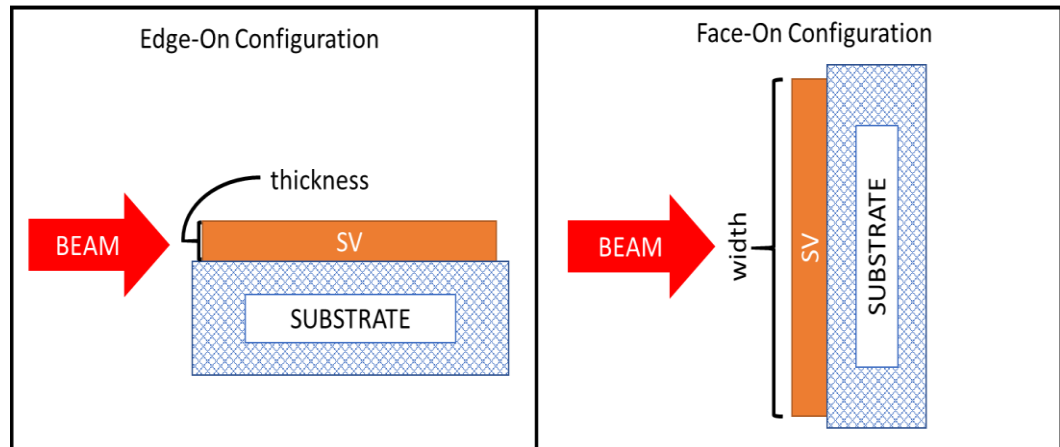 Edge-On Configuration
thickness
BEAM
SV
SUBSTRATE
Face-On Configuration
BEAM
width
SV
SUBSTRATE